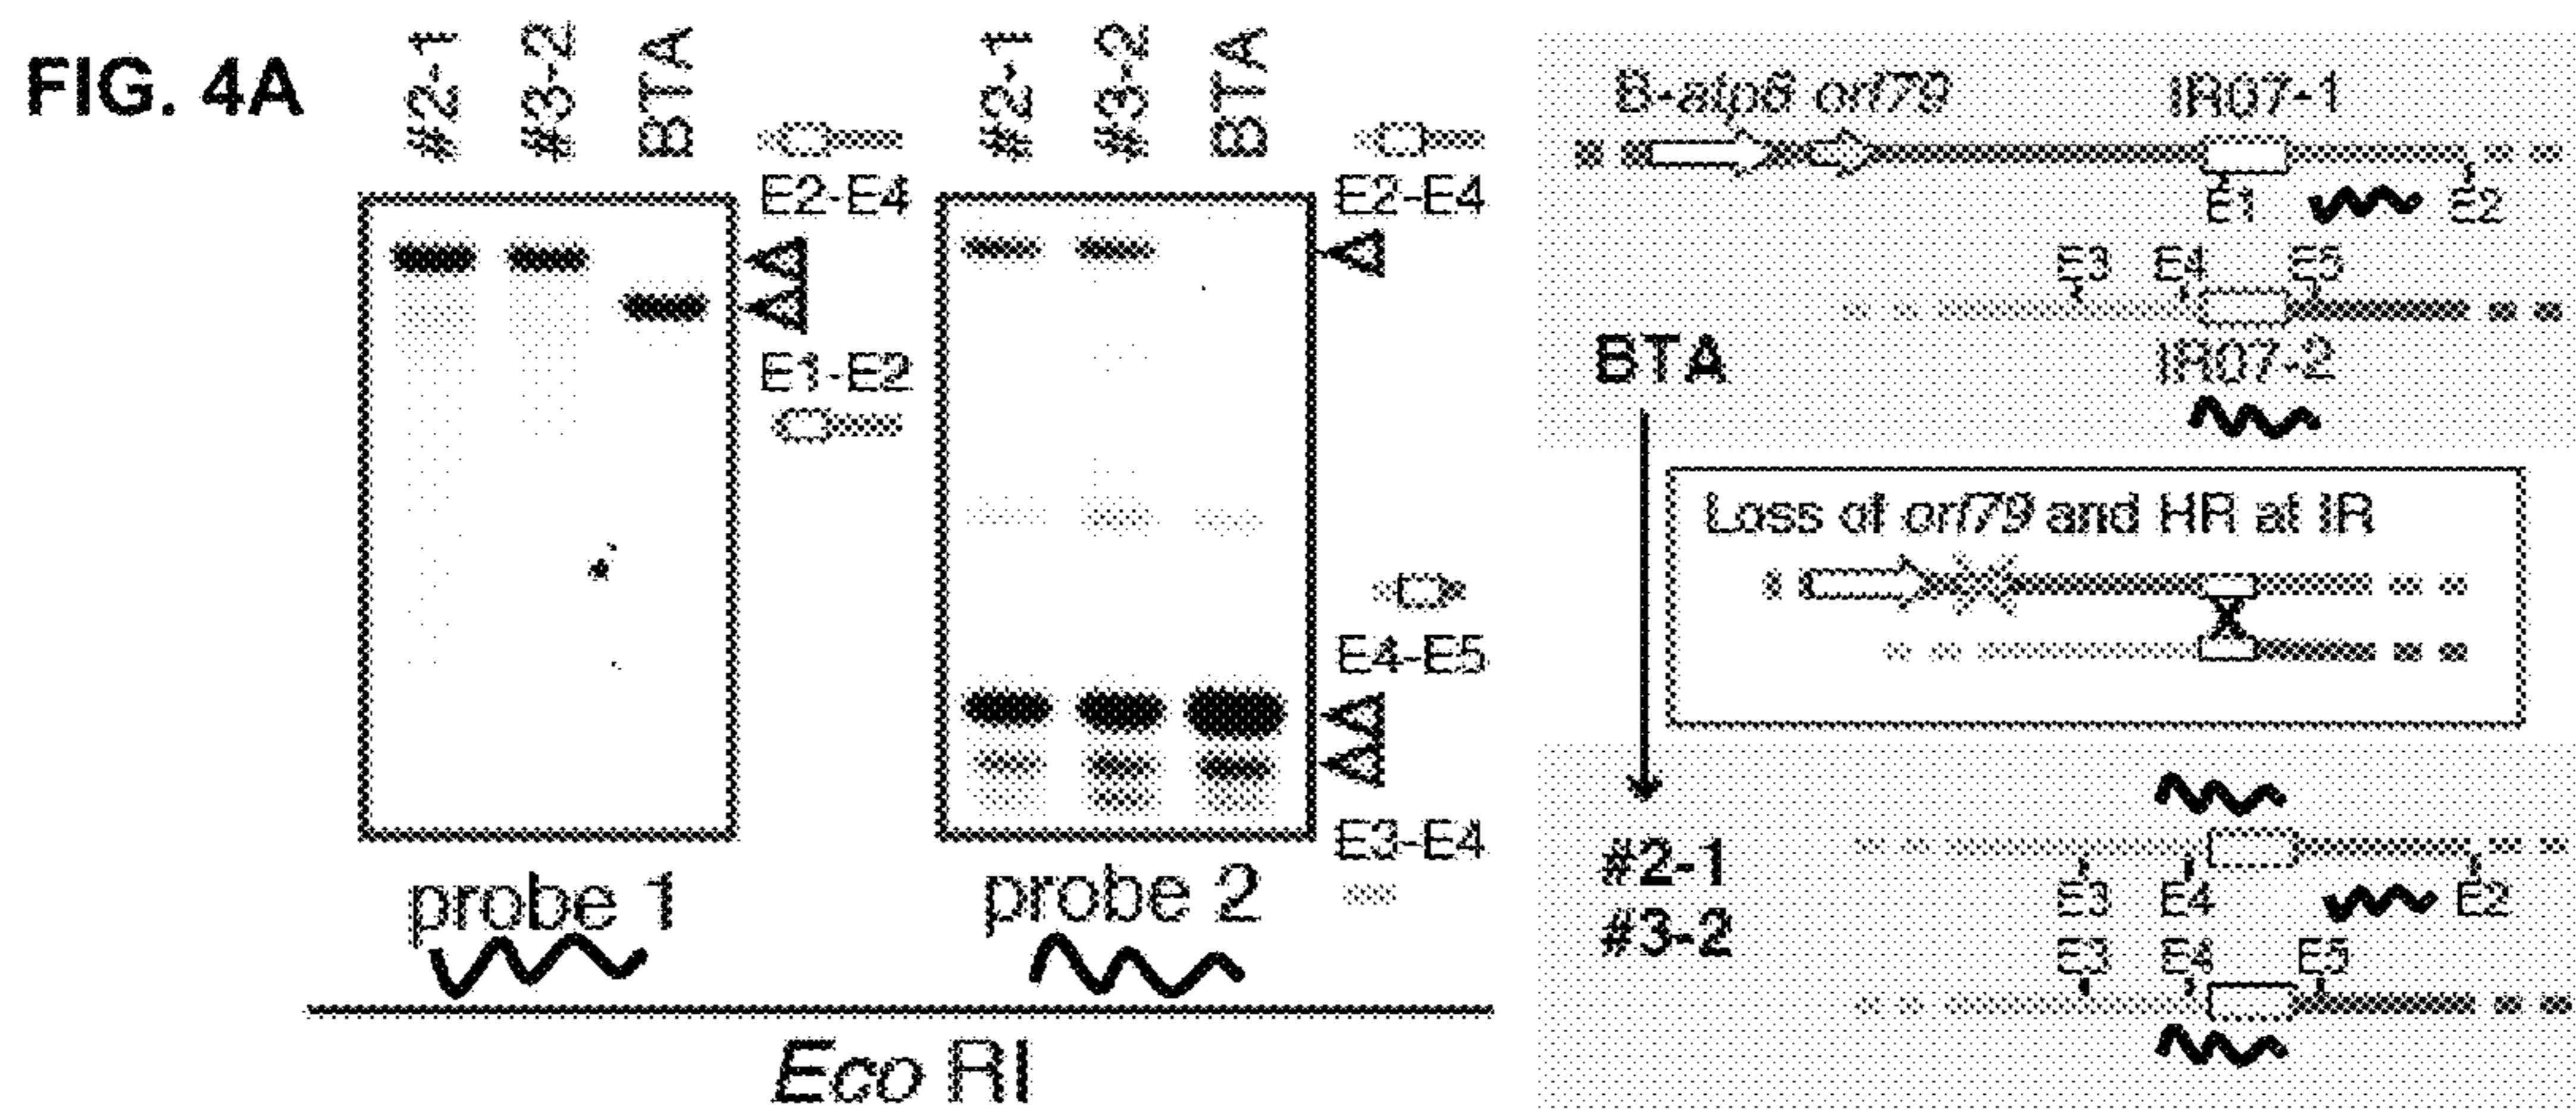 FIG. 4A
#2-1
#3-2
BTA
E2-E4
E1-E2
probe 1
#2-1
#3-2
BTA
E2-E4
E4-E5
E3-E4
probe 2
Eco RI
B-atp6 orf79
IR07-1
E1
E2
E3
E4
E5
IR07-2
BTA
Loss of orf79 and HR at IR
X
#2-1
#3-2
E3
E4
E2
E3
E4
E5